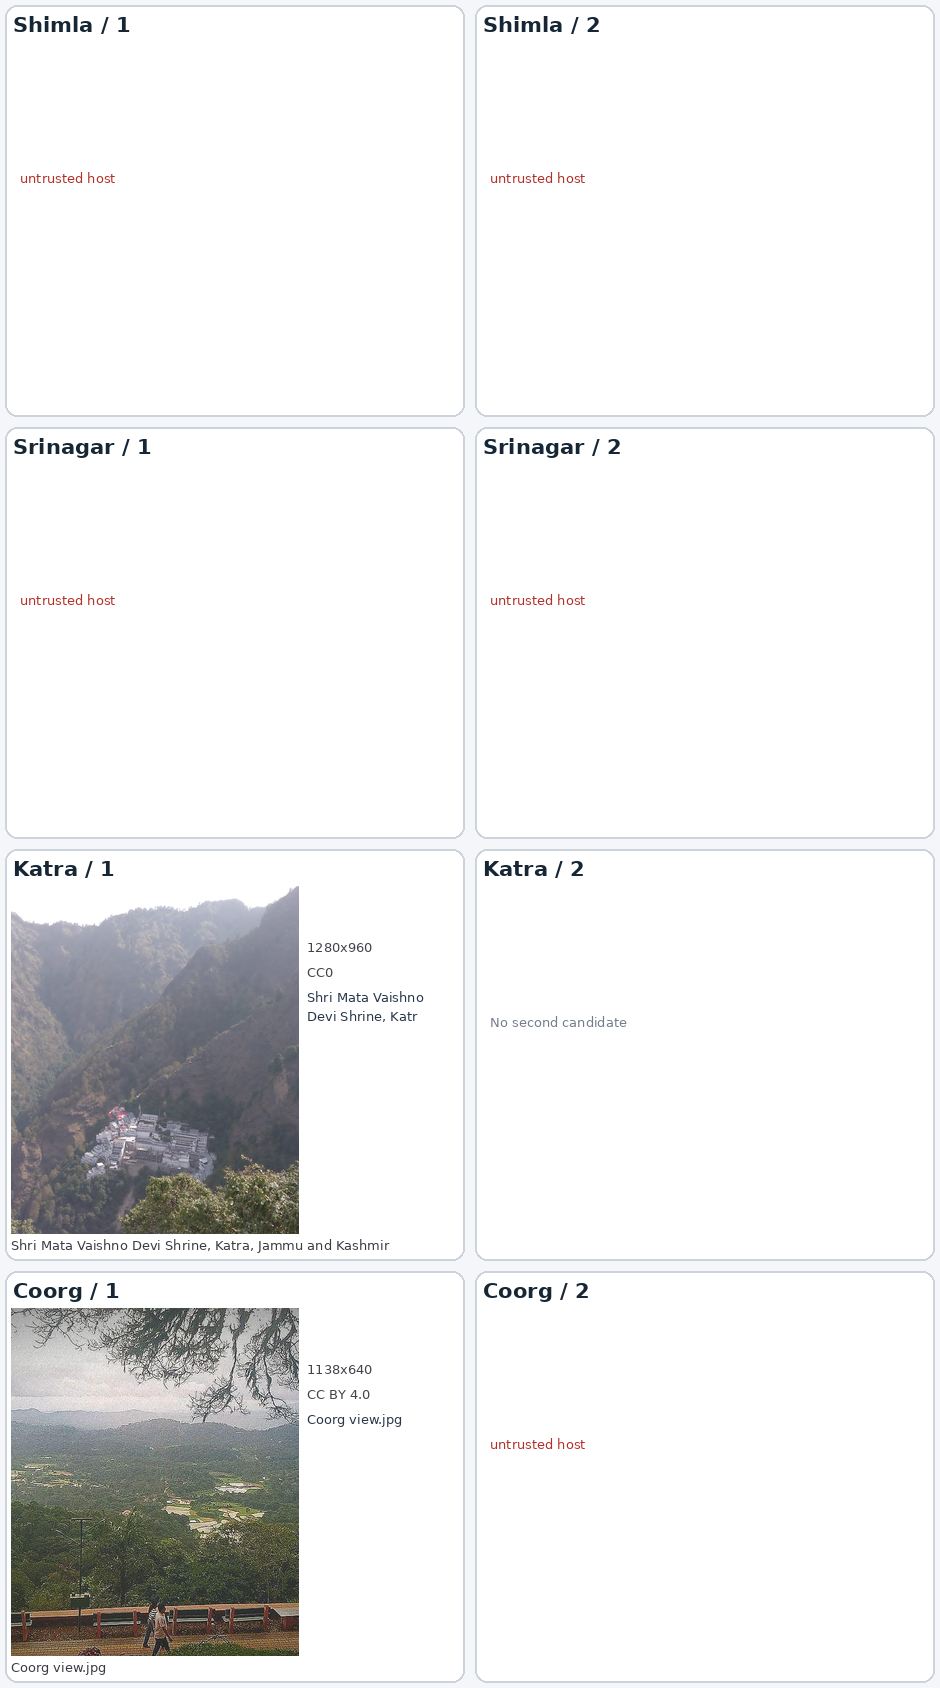 Shimla / 1
Shimla / 2
untrusted host
untrusted host
Srinagar / 1
Srinagar / 2
untrusted host
untrusted host
Katra / 1
Katra / 2
1280x960
CC0
Shri Mata Vaishno
Devi Shrine, Katr
No second candidate
Shri Mata Vaishno Devi Shrine, Katra, Jammu and Kashmir
Coorg / 1
Coorg / 2
1138x640
CC BY 4.0
Coorg view.jpg
untrusted host
Coorg view.jpg